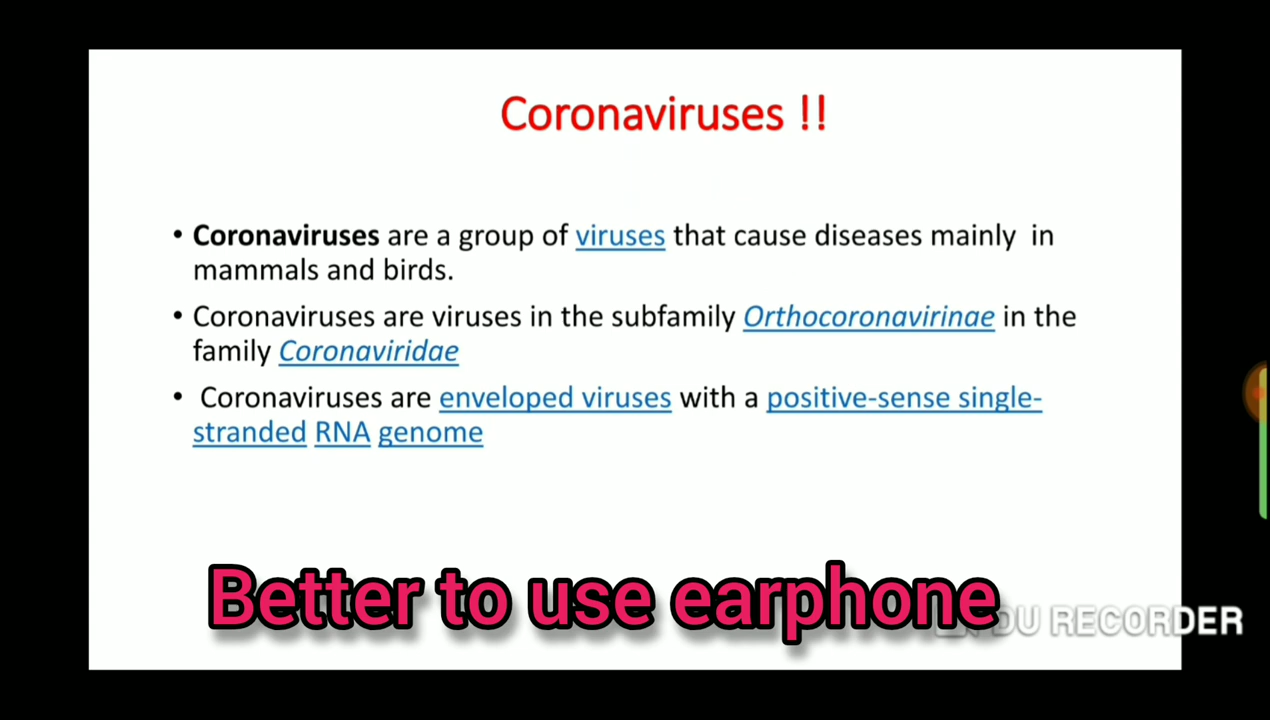 Coronaviruses !!
• Coronaviruses are a group of viruses that cause diseases mainly in
mammals and birds.
• Coronaviruses are viruses in the subfamily Orthocoronavirinae in the
family Coronaviridae
• Coronaviruses are enveloped viruses with a positive-sense single-
stranded RNA genome
Better to use earphone
DU RECORDER